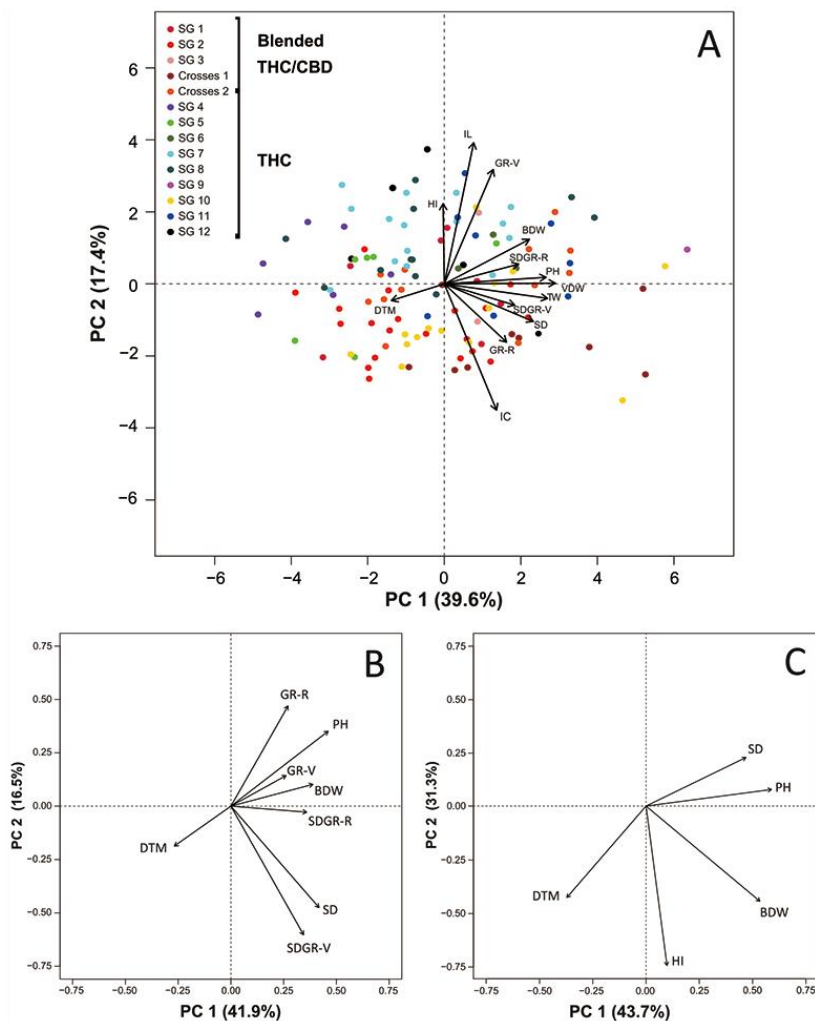 A
SG 1
SG 2
SG 3
Crosses 1
Crosses 2
SG 4
SG 5
SG 6
SG 7
SG 8
SG 9
SG 10
SG 11
SG 12
Blended
THC/CBD
THC
6
4
2
0
−2
−4
−6
PC 2 (17.4%)
IL
GR-V
HI
BDW
SDGR-R
PH
VDW
TW
SDGR-V
SD
DTM
GR-R
IC
−6
−4
−2
0
2
4
6
PC 1 (39.6%)
B
0.75
0.50
0.25
0.00
-0.25
-0.50
-0.75
PC 2 (16.5%)
GR-R
PH
GR-V
BDW
SDGR-R
DTM
SD
SDGR-V
-0.75
-0.50
-0.25
0.00
0.25
0.50
0.75
PC 1 (41.9%)
C
0.75
0.50
0.25
0.00
-0.25
-0.50
-0.75
PC 2 (31.3%)
SD
PH
DTM
BDW
HI
-0.75
-0.50
-0.25
0.00
0.25
0.50
0.75
PC 1 (43.7%)